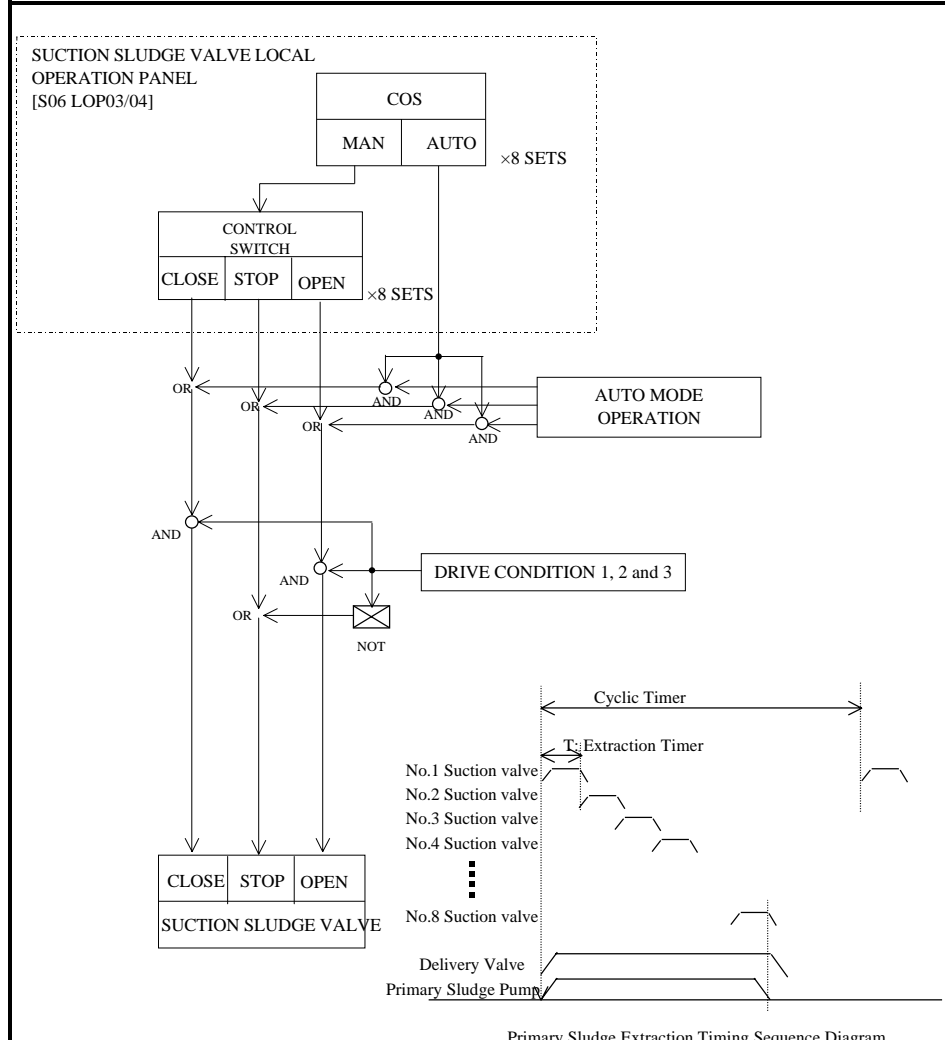 SUCTION SLUDGE VALVE LOCAL
OPERATION PANEL
[S06 LOP03/04]
COS
MAN
AUTO
×8 SETS
CONTROL
SWITCH
CLOSE
STOP
OPEN
×8 SETS
OR
AND
OR
AND
OR
AND
AUTO MODE
OPERATION
AND
AND
DRIVE CONDITION 1, 2 and 3
OR
NOT
Cyclic Timer
T: Extraction Timer
No.1 Suction valve
No.2 Suction valve
No.3 Suction valve
No.4 Suction valve
No.8 Suction valve
Delivery Valve
Primary Sludge Pump
CLOSE
STOP
OPEN
SUCTION SLUDGE VALVE
Primary Sludge Extraction Timing Sequence Diagram